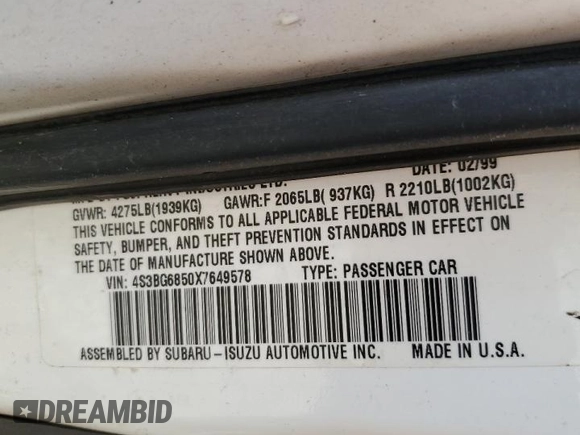 INDUSTRIES LTD. DATE: 02/99
GVWR: 4275LB(1939KG) GAWR:F 2065LB( 937KG) R 2210LB(1002KG)
THIS VEHICLE CONFORMS TO ALL APPLICABLE FEDERAL MOTOR VEHICLE
SAFETY, BUMPER, AND THEFT PREVENTION STANDARDS IN EFFECT ON
THE DATE OF MANUFACTURE SHOWN ABOVE.
VIN: 4S3BG6850X7649578 TYPE: PASSENGER CAR
ASSEMBLED BY SUBARU-ISUZU AUTOMOTIVE INC. MADE IN U.S.A.
DREAMBID